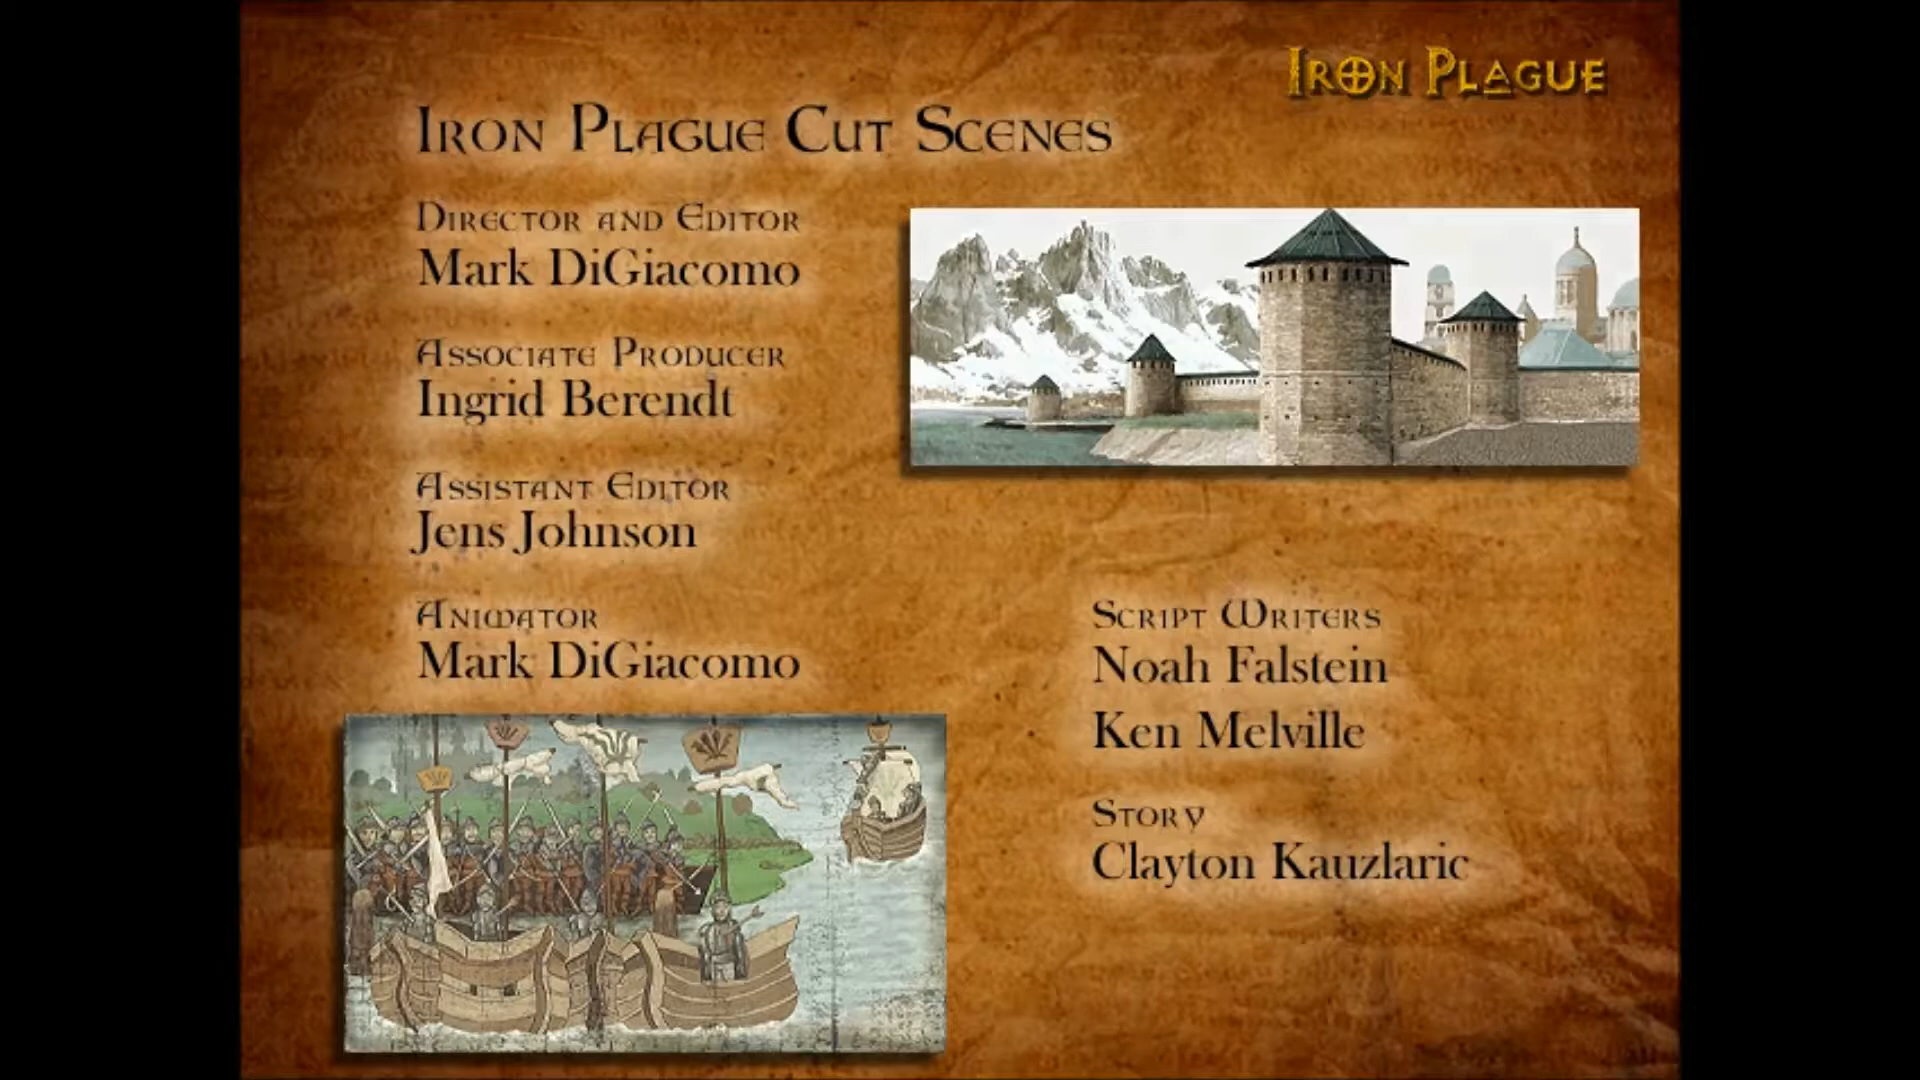 Iron Plague
Iron Plague Cut Scenes
Director and Editor
Mark DiGiacomo
Associate Producer
Ingrid Berendt
Assistant Editor
Jens Johnson
Animator
Mark DiGiacomo
Script Writers
Noah Falstein
Ken Melville
Story
Clayton Kauzlaric